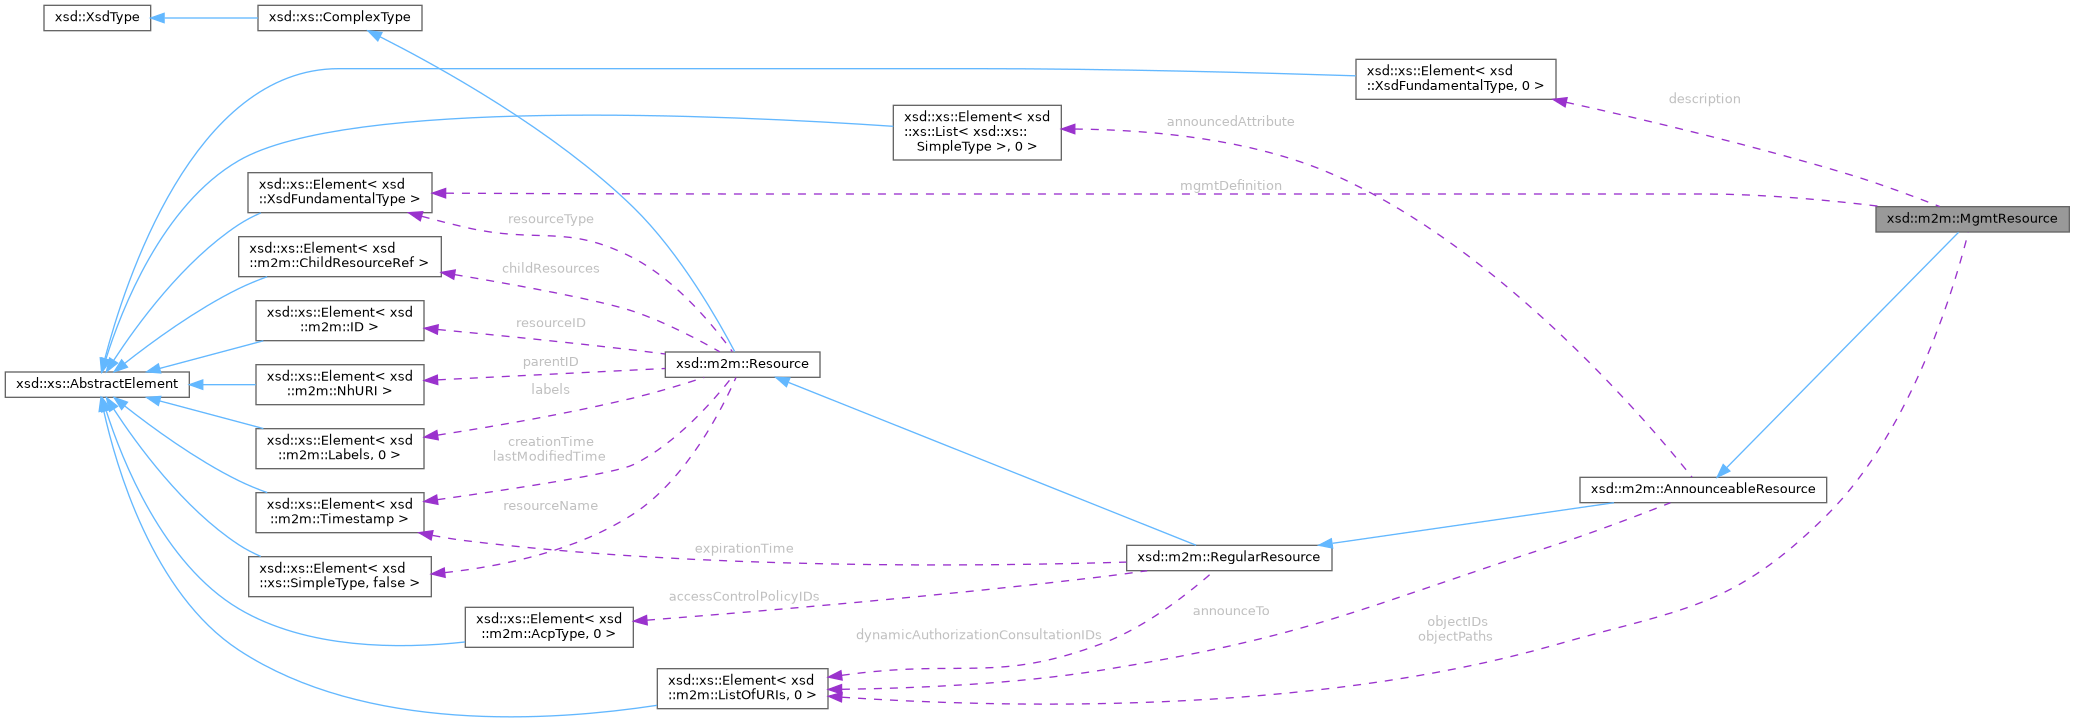 xsd::XsdType
xsd::xs::ComplexType
xsd::xs::Element< xsd
::XsdFundamentalType, 0 >
description
xsd::xs::Element< xsd
::xs::List< xsd::xs::
SimpleType >, 0 >
announcedAttribute
xsd::xs::Element< xsd
::XsdFundamentalType >
mgmtDefinition
xsd::m2m::MgmtResource
resourceType
xsd::xs::Element< xsd
::m2m::ChildResourceRef >
childResources
xsd::xs::Element< xsd
::m2m::ID >
resourceID
xsd::m2m::Resource
parentID
xsd::xs::AbstractElement
xsd::xs::Element< xsd
::m2m::NhURI >
labels
xsd::xs::Element< xsd
::m2m::Labels, 0 >
creationTime
lastModifiedTime
xsd::m2m::AnnounceableResource
xsd::xs::Element< xsd
::m2m::Timestamp >
resourceName
expirationTime
xsd::m2m::RegularResource
xsd::xs::Element< xsd
::xs::SimpleType, false >
accessControlPolicyIDs
announceTo
xsd::xs::Element< xsd
::m2m::AcpType, 0 >
dynamicAuthorizationConsultationIDs
objectIDs
objectPaths
xsd::xs::Element< xsd
::m2m::ListOfURIs, 0 >